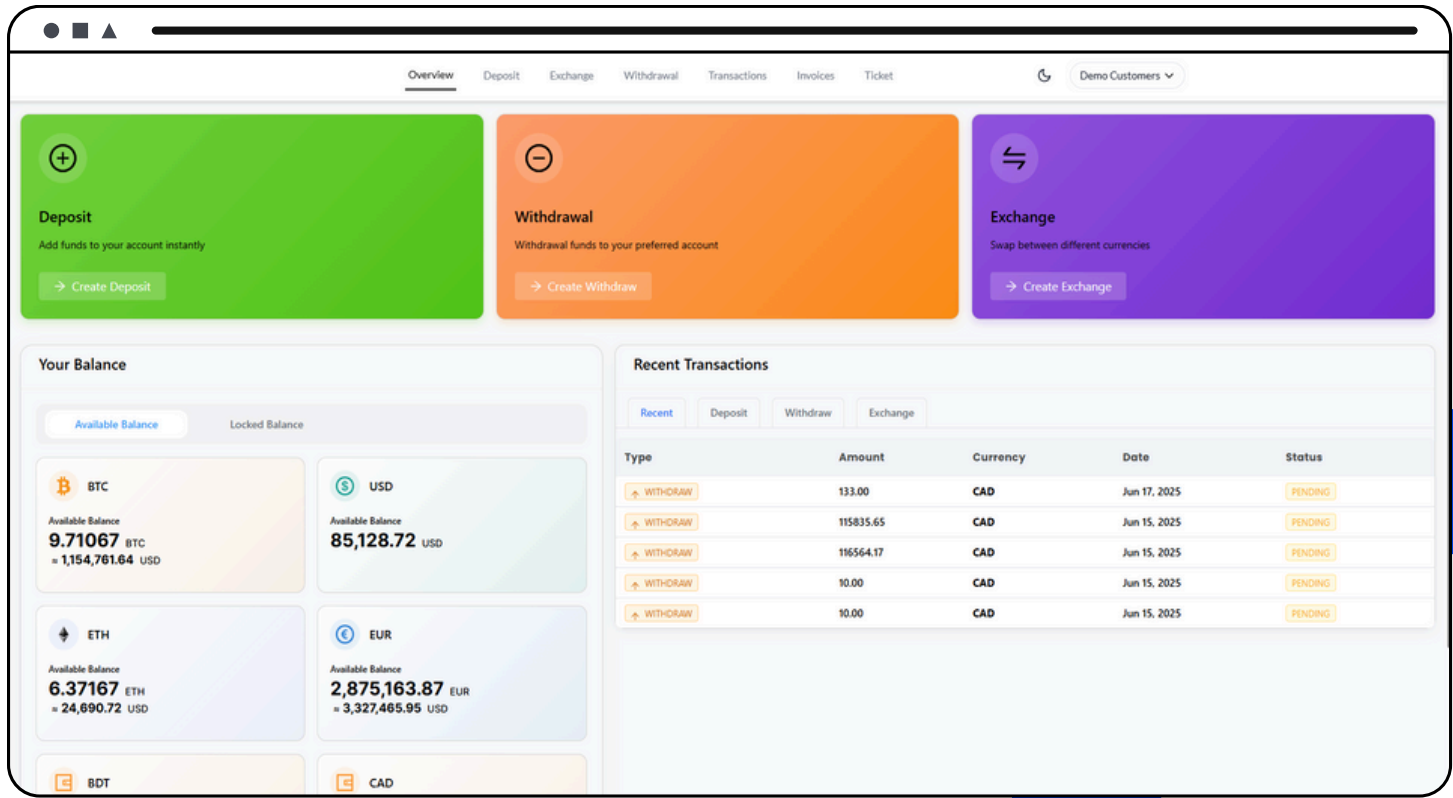 Overview Deposit Exchange Withdrawal Transactions Invoices Ticket Demo Customers
Deposit
Add funds to your account instantly
Create Deposit
Withdrawal
Withdrawal funds to your preferred account
Create Withdraw
Exchange
Swap between different currencies
Create Exchange
Your Balance
Available Balance Locked Balance
BTC
Available Balance
9.71067 BTC
≈ 1,154,761.64 USD
USD
Available Balance
85,128.72 USD
ETH
Available Balance
6.37167 ETH
≈ 24,690.72 USD
EUR
Available Balance
2,875,163.87 EUR
≈ 3,327,465.95 USD
BDT
CAD
Recent Transactions
Recent Deposit Withdraw Exchange
Type Amount Currency Date Status
WITHDRAW 133.00 CAD Jun 17, 2025 PENDING
WITHDRAW 115835.65 CAD Jun 15, 2025 PENDING
WITHDRAW 116564.17 CAD Jun 15, 2025 PENDING
WITHDRAW 10.00 CAD Jun 15, 2025 PENDING
WITHDRAW 10.00 CAD Jun 15, 2025 PENDING